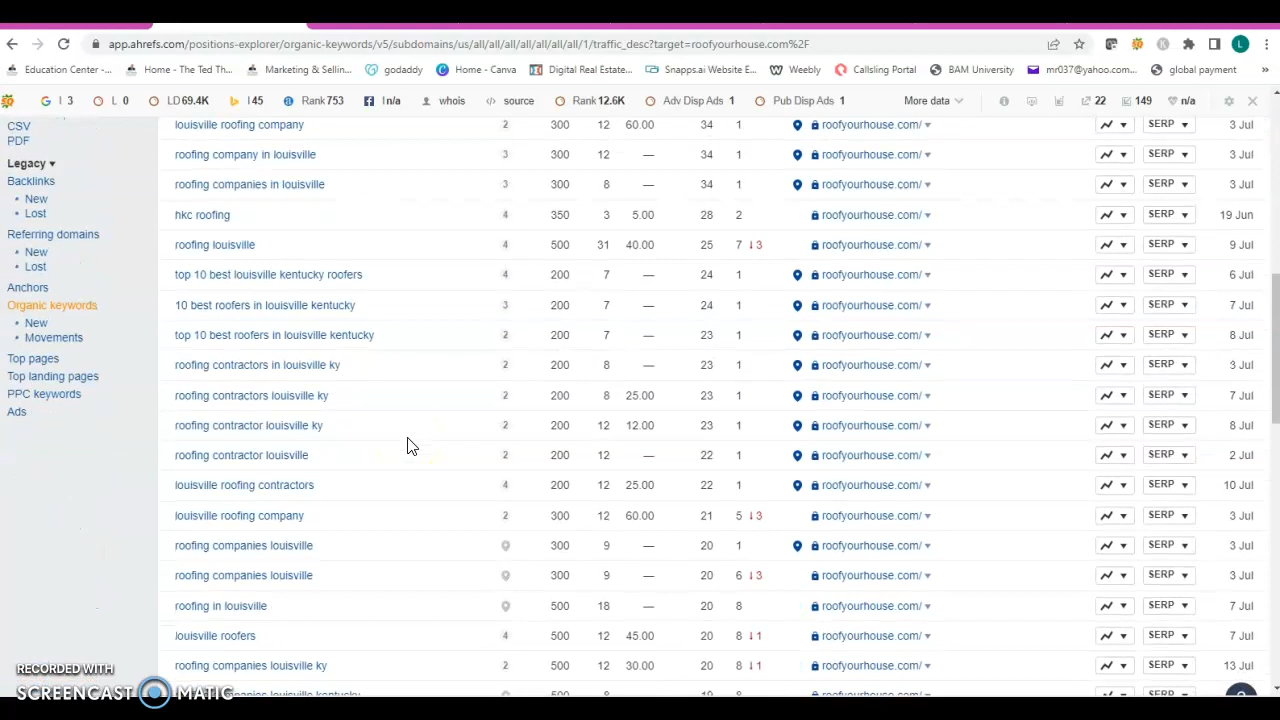 app.ahrefs.com/positions-explorer/organic-keywords/v5/subdomains/us/all/all/all/all/all/all/all/1/traffic_desc?target=roofyourhouse.com%2F L
Education Center -... Home - The Ted Th... Marketing & Sellin... godaddy Home - Canva Digital Real Estate... Snapps.ai Website E... Weebly Callsling Portal BAM University mr037@yahoo.com... global payment
I 3 L 0 LD 69.4K I 45 Rank 753 I n/a whois source Rank 12.6K Adv Disp Ads 1 Pub Disp Ads 1 More data 22 149 n/a
CSV
PDF
Legacy
Backlinks
New
Lost
Referring domains
New
Lost
Anchors
Organic keywords
New
Movements
Top pages
Top landing pages
PPC keywords
Ads
louisville roofing company 2 300 12 60.00 34 1 roofyourhouse.com/ SERP 3 Jul
roofing company in louisville 3 300 12 — 34 1 roofyourhouse.com/ SERP 3 Jul
roofing companies in louisville 3 300 8 — 34 1 roofyourhouse.com/ SERP 3 Jul
hkc roofing 4 350 3 5.00 28 2 roofyourhouse.com/ SERP 19 Jun
roofing louisville 4 500 31 40.00 25 7 ↓3 roofyourhouse.com/ SERP 9 Jul
top 10 best louisville kentucky roofers 4 200 7 — 24 1 roofyourhouse.com/ SERP 6 Jul
10 best roofers in louisville kentucky 3 200 7 — 24 1 roofyourhouse.com/ SERP 7 Jul
top 10 best roofers in louisville kentucky 2 200 7 — 23 1 roofyourhouse.com/ SERP 8 Jul
roofing contractors in louisville ky 2 200 8 — 23 1 roofyourhouse.com/ SERP 3 Jul
roofing contractors louisville ky 2 200 8 25.00 23 1 roofyourhouse.com/ SERP 7 Jul
roofing contractor louisville ky 2 200 12 12.00 23 1 roofyourhouse.com/ SERP 8 Jul
roofing contractor louisville 2 200 12 — 22 1 roofyourhouse.com/ SERP 2 Jul
louisville roofing contractors 4 200 12 25.00 22 1 roofyourhouse.com/ SERP 10 Jul
louisville roofing company 2 300 12 60.00 21 5 ↓3 roofyourhouse.com/ SERP 3 Jul
roofing companies louisville 300 9 — 20 1 roofyourhouse.com/ SERP 3 Jul
roofing companies louisville 300 9 — 20 6 ↓3 roofyourhouse.com/ SERP 3 Jul
roofing in louisville 500 18 — 20 8 roofyourhouse.com/ SERP 7 Jul
louisville roofers 4 500 12 45.00 20 8 ↓1 roofyourhouse.com/ SERP 7 Jul
roofing companies louisville ky 2 500 12 30.00 20 8 ↓1 roofyourhouse.com/ SERP 13 Jul
RECORDED WITH
SCREENCAST MATIC